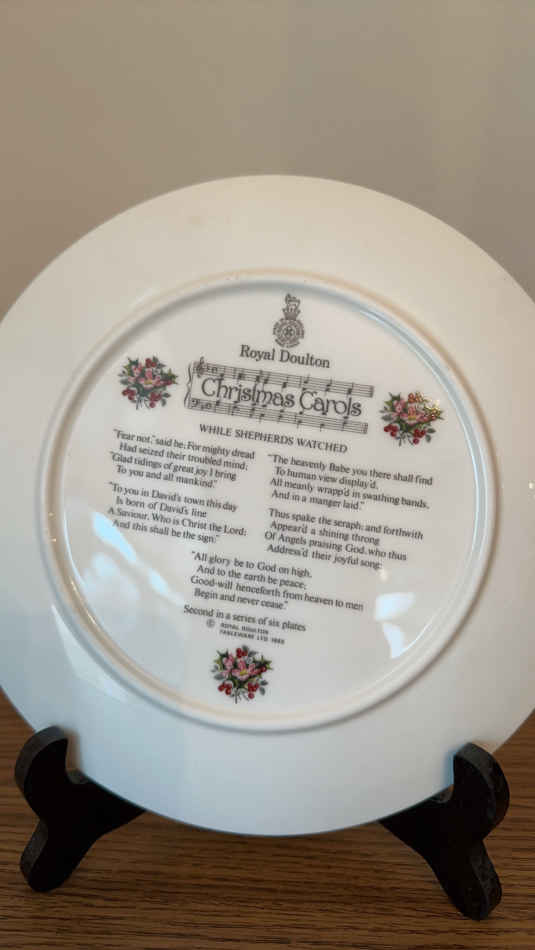 Royal Doulton
Christmas Carols
WHILE SHEPHERDS WATCHED
"Fear not," said he; For mighty dread
Had seized their troubled mind;
"Glad tidings of great joy I bring
To you and all mankind."
"To you in David's town this day
Is born of David's line
A Saviour, Who is Christ the Lord;
And this shall be the sign:"
"The heavenly Babe you there shall find
To human view display'd,
All meanly wrapp'd in swathing bands,
And in a manger laid."
Thus spake the seraph; and forthwith
Appear'd a shining throng
Of Angels praising God, who thus
Address'd their joyful song:
"All glory be to God on high,
And to the earth be peace;
Good-will henceforth from heaven to men
Begin and never cease."
Second in a series of six plates
© ROYAL DOULTON
TABLEWARE LTD